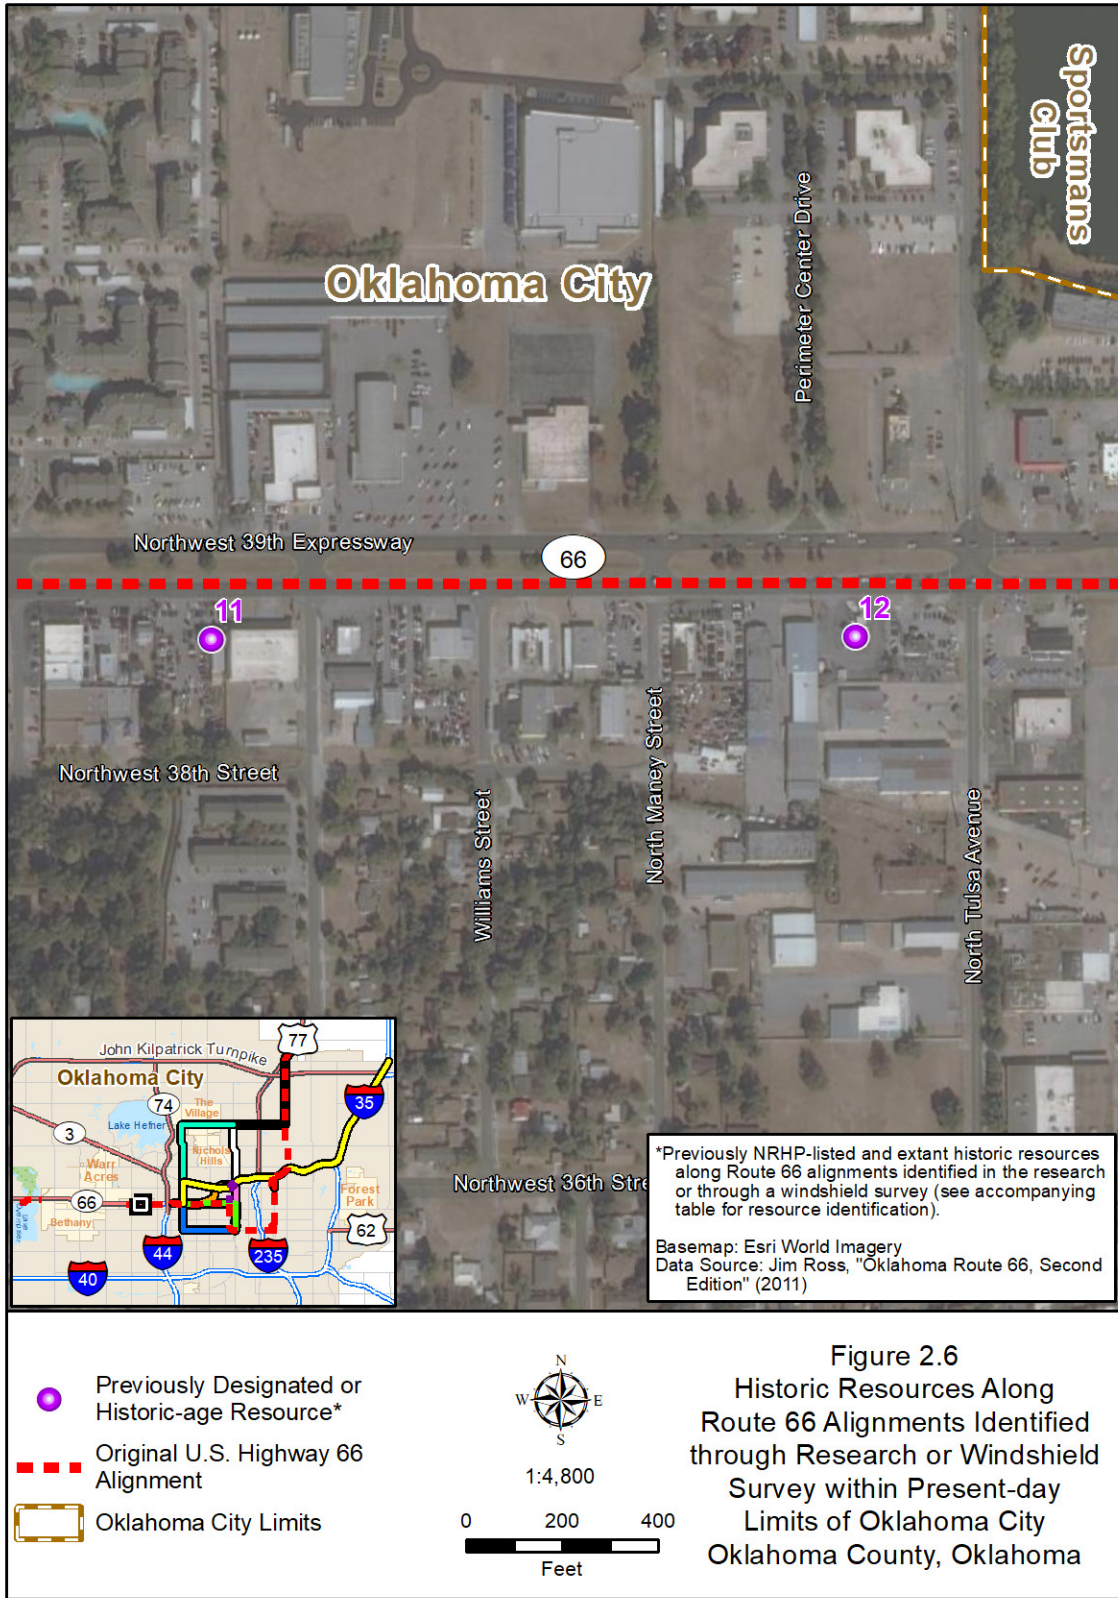 Sportsmans
Club
Oklahoma City
Perimeter Center Drive
Northwest 39th Expressway
66
11
12
Northwest 38th Street
Williams Street
North Maney Street
North Tulsa Avenue
Northwest 36th Stre
77
John Kilpatrick Turnpike
Oklahoma City
74
The
Village
35
Lake Hefner
3
Nichols
Hills
Warr
Acres
66
Bethany
Lake
Overholser
Forest
Park
62
44
235
40
*Previously NRHP-listed and extant historic resources
along Route 66 alignments identified in the research
or through a windshield survey (see accompanying
table for resource identification).
Basemap: Esri World Imagery
Data Source: Jim Ross, "Oklahoma Route 66, Second
Edition" (2011)
Previously Designated or
Historic-age Resource*
Original U.S. Highway 66
Alignment
Oklahoma City Limits
N
W E
S
1:4,800
0 200 400
Feet
Figure 2.6
Historic Resources Along
Route 66 Alignments Identified
through Research or Windshield
Survey within Present-day
Limits of Oklahoma City
Oklahoma County, Oklahoma